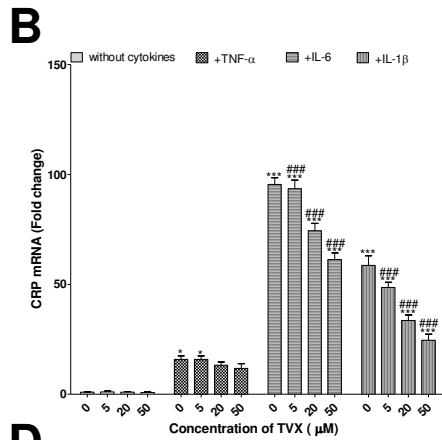 B
without cytokines +TNF-α +IL-6 +IL-1β
150
100
50
0
CRP mRNA (Fold change)
* * *** ### *** ### *** ### *** *** ### *** ### *** ### ***
0 5 20 50 0 5 20 50 0 5 20 50 0 5 20 50
Concentration of TVX ( μM)
D